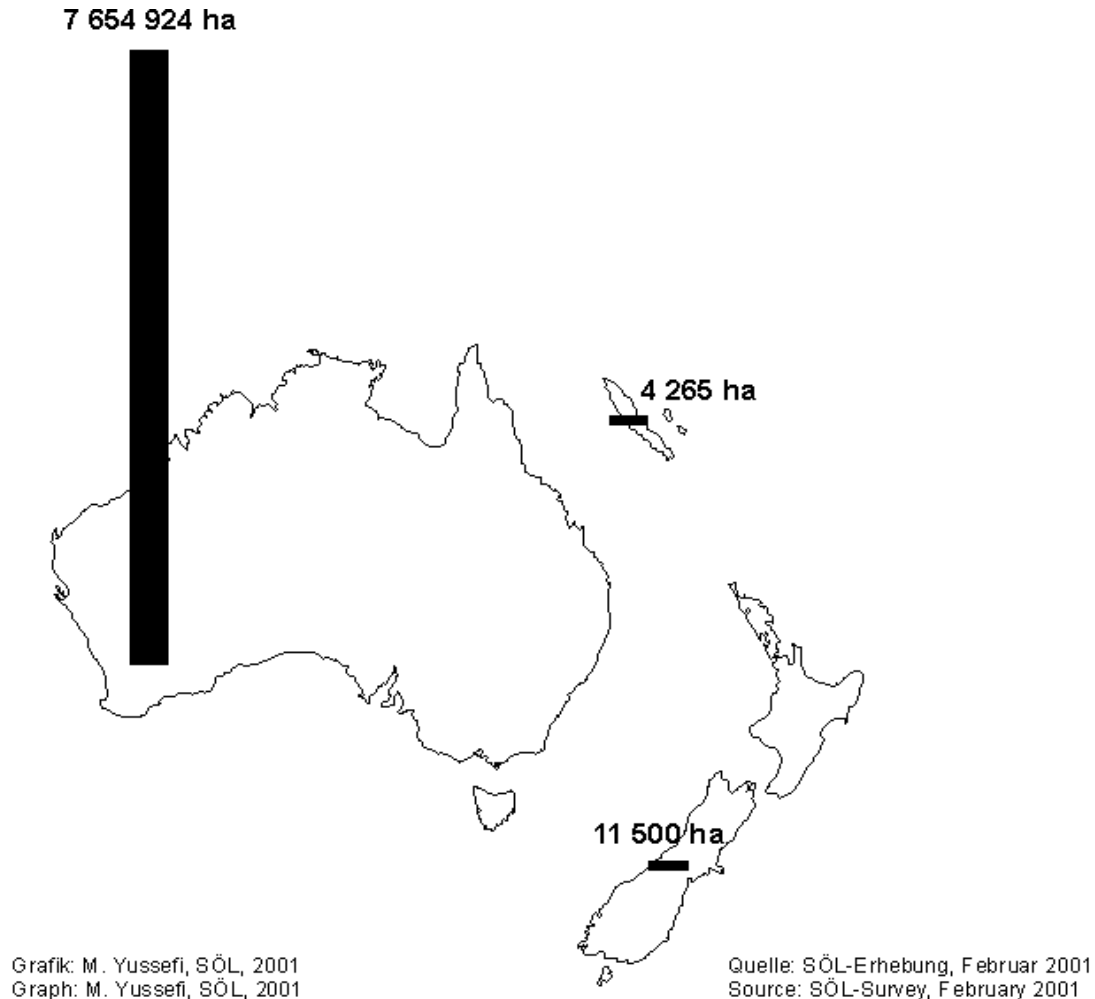 7 654 924 ha
4 265 ha
11 500 ha
Grafik: M. Yussefi, SÖL, 2001
Graph: M. Yussefi, SÖL, 2001
Quelle: SÖL-Erhebung, Februar 2001
Source: SÖL-Survey, February 2001